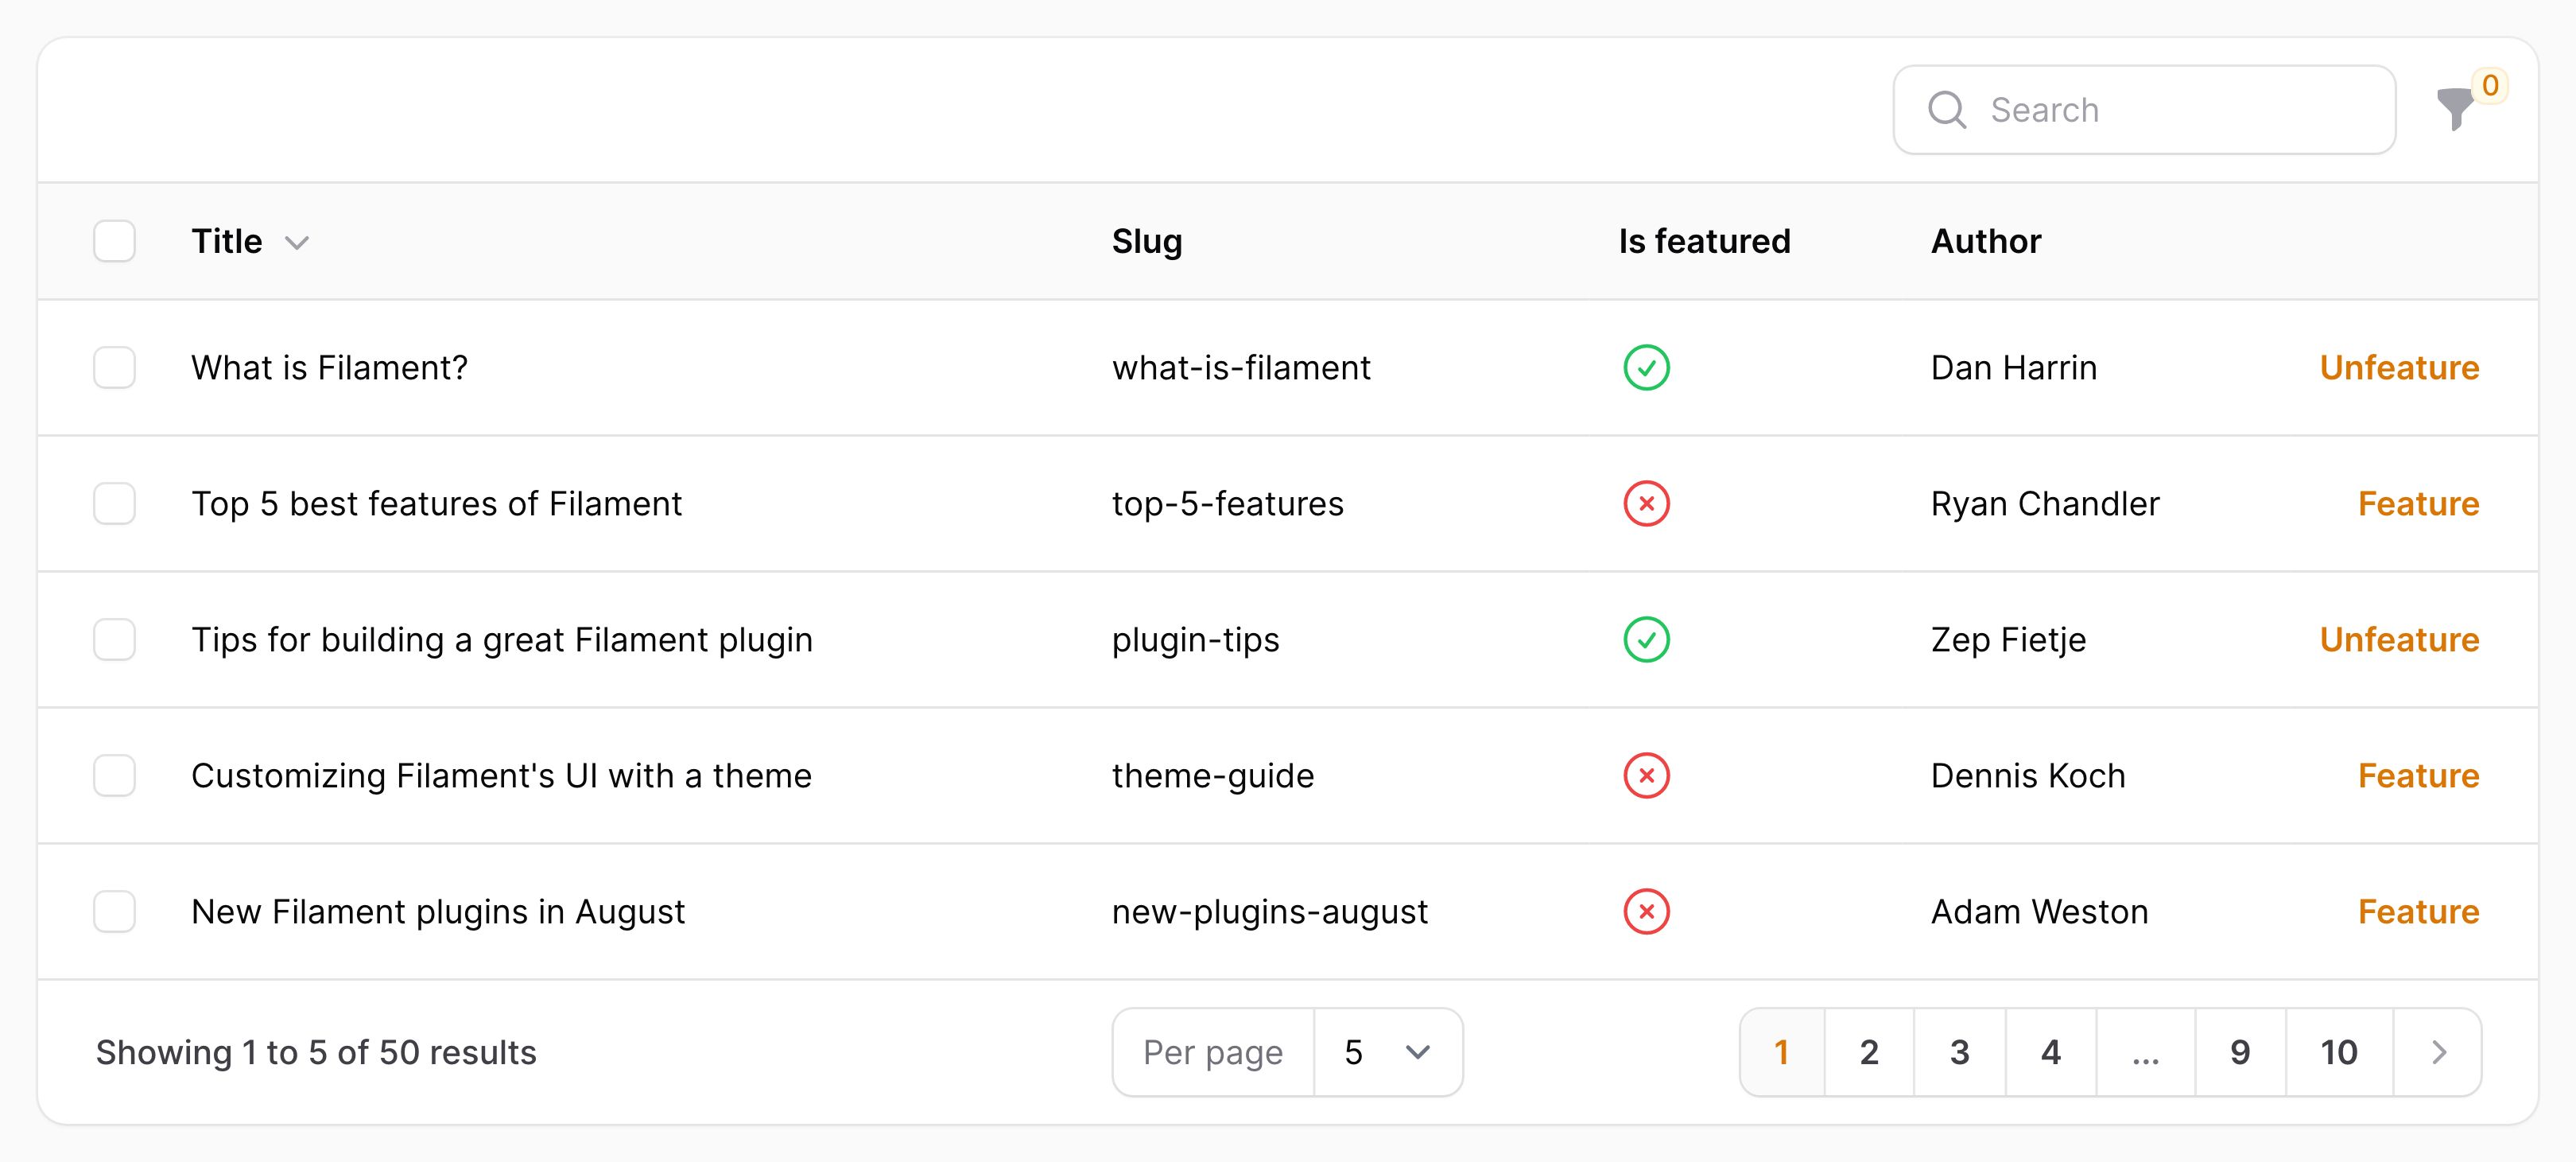 Search
0
Title Slug Is featured Author
What is Filament? what-is-filament Dan Harrin Unfeature
Top 5 best features of Filament top-5-features Ryan Chandler Feature
Tips for building a great Filament plugin plugin-tips Zep Fietje Unfeature
Customizing Filament's UI with a theme theme-guide Dennis Koch Feature
New Filament plugins in August new-plugins-august Adam Weston Feature
Showing 1 to 5 of 50 results Per page 5 1 2 3 4 ... 9 10